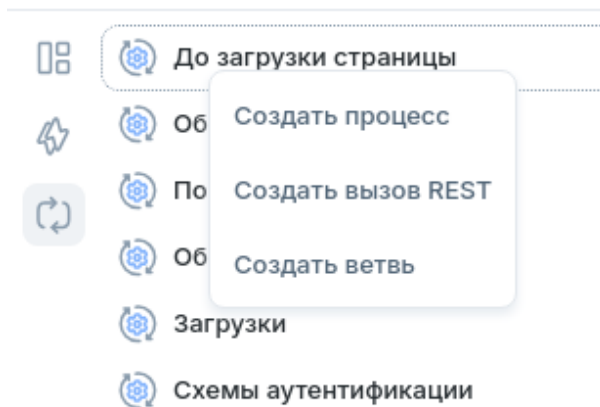 До загрузки страницы
Об
Создать процесс
По
Создать вызов REST
Об
Создать ветвь
Загрузки
Схемы аутентификации